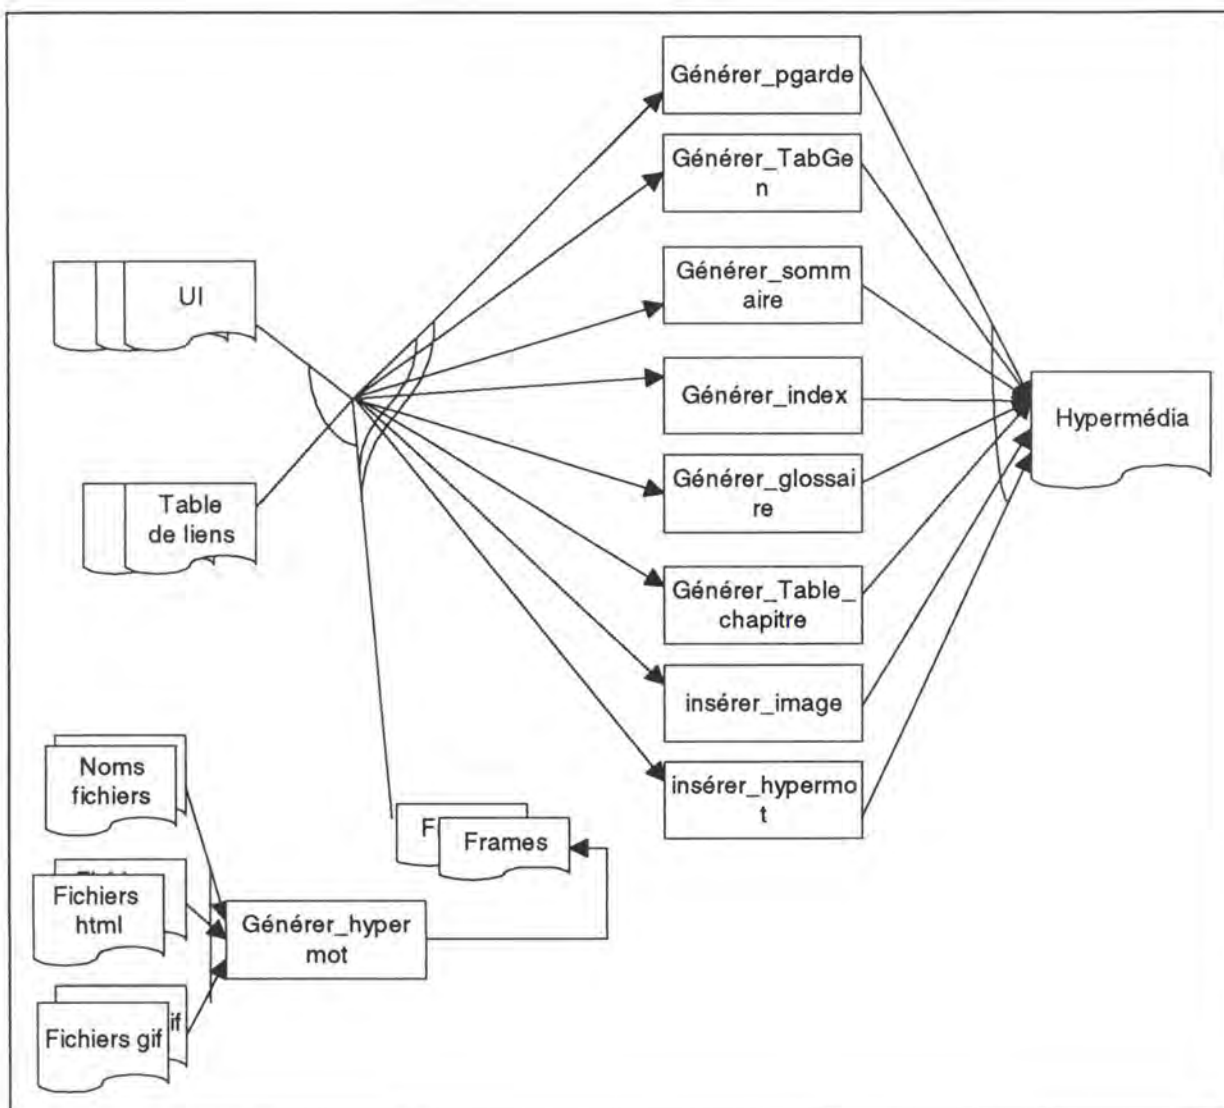 Générer_pgarde
Générer_TabGe
n
UI
Générer_somm
aire
Générer_index
Hypermédia
Table
de liens
Générer_glossai
re
Générer_Table_
chapitre
insérer_image
insérer_hypermo
t
Noms
fichiers
F
Frames
Fichiers
html
Générer_hyper
mot
if
Fichiers gif